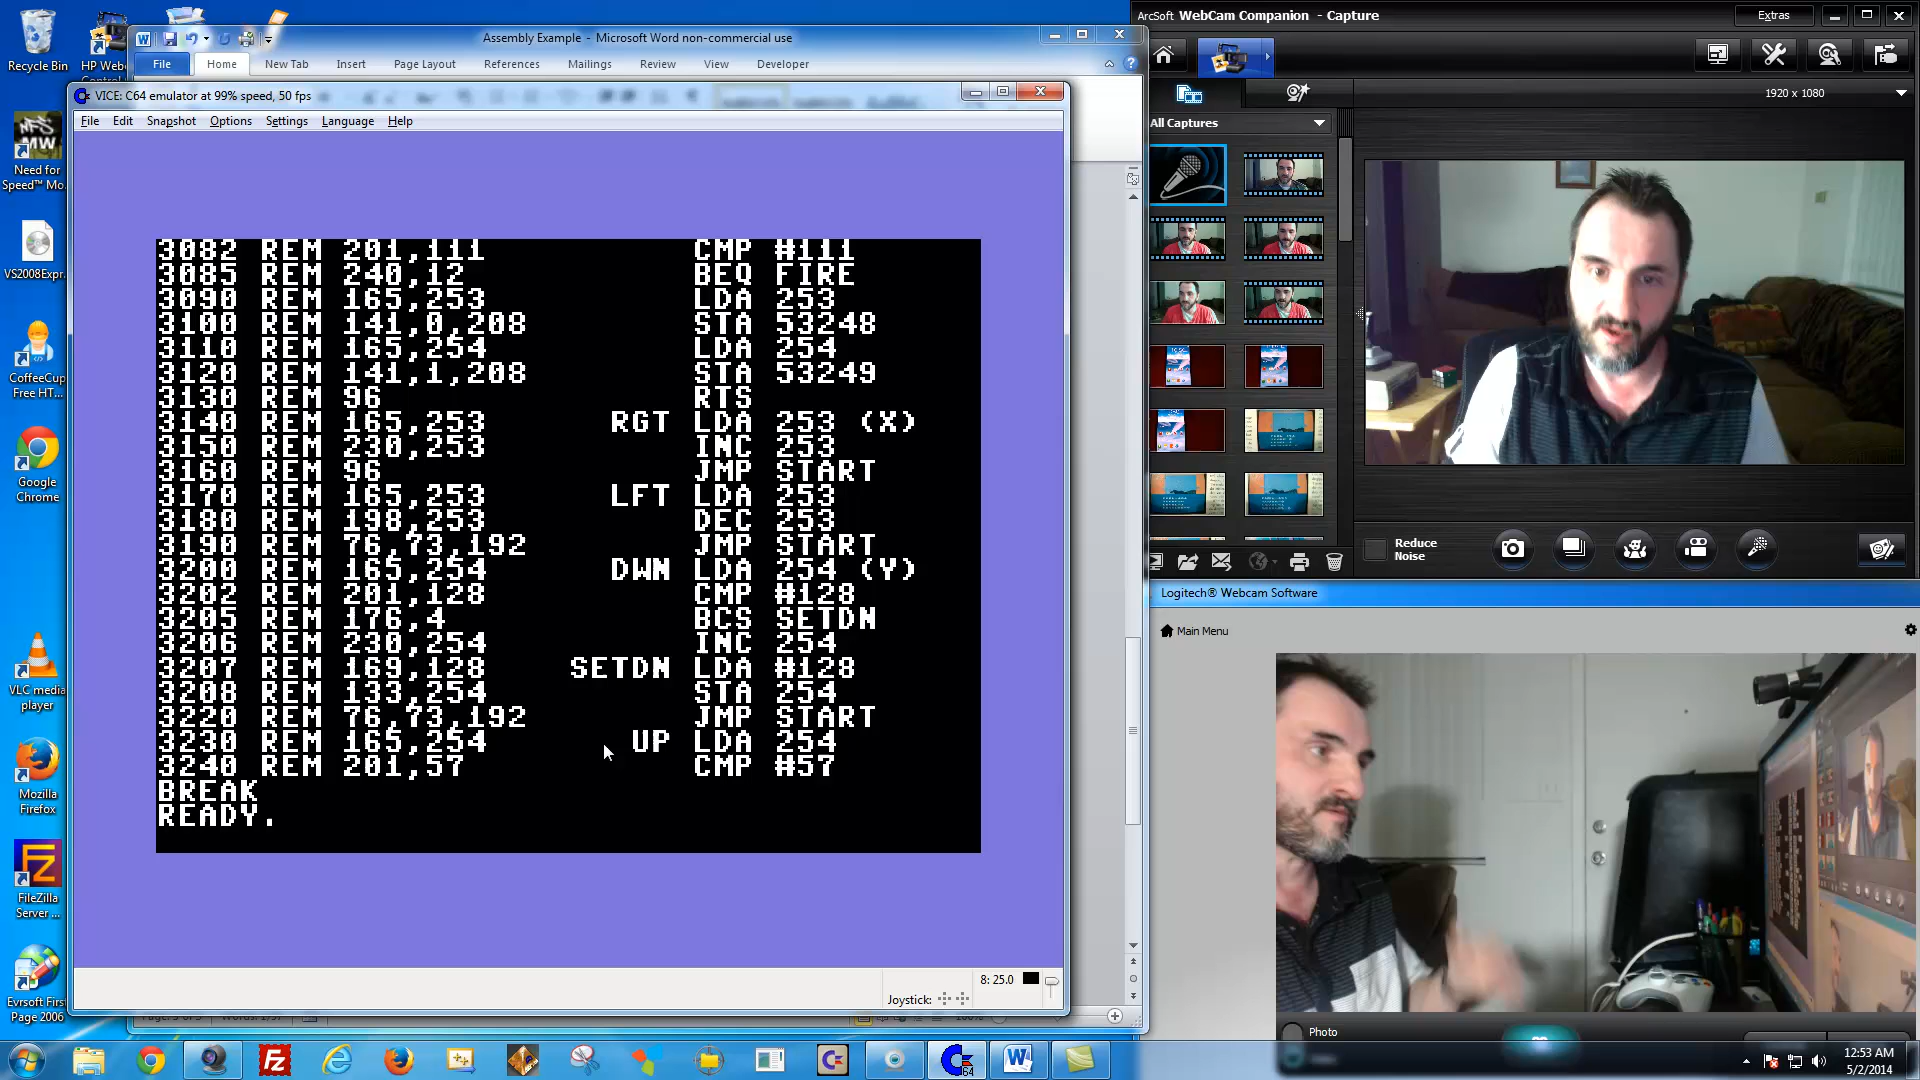 Recycle Bin
HP Webc
Need for
Speed™ Mo...
VS2008Expr...
CoffeeCup
Free HT...
Google
Chrome
VLC media
player
Mozilla
Firefox
FileZilla
Server ...
Evrsoft First
Page 2006
Assembly Example - Microsoft Word non-commercial use
File Home New Tab Insert Page Layout References Mailings Review View Developer
VICE: C64 emulator at 99% speed, 50 fps
File Edit Snapshot Options Settings Language Help
3082 REM 201,111 CMP #111
3085 REM 240,12 BEQ FIRE
3090 REM 165,253 LDA 253
3100 REM 141,0,208 STA 53248
3110 REM 165,254 LDA 254
3120 REM 141,1,208 STA 53249
3130 REM 96 RTS
3140 REM 165,253 RGT LDA 253 (X)
3150 REM 230,253 INC 253
3160 REM 96 JMP START
3170 REM 165,253 LFT LDA 253
3180 REM 198,253 DEC 253
3190 REM 76,73,192 JMP START
3200 REM 165,254 DWN LDA 254 (Y)
3202 REM 201,128 CMP #128
3205 REM 176,4 BCS SETDN
3206 REM 230,254 INC 254
3207 REM 169,128 SETDN LDA #128
3208 REM 133,254 STA 254
3220 REM 76,73,192 JMP START
3230 REM 165,254 UP LDA 254
3240 REM 201,57 CMP #57
BREAK
READY.
8: 25.0
Joystick:
ArcSoft WebCam Companion - Capture
Extras
1920 x 1080
All Captures
Reduce
Noise
Logitech® Webcam Software
Main Menu
Photo
12:53 AM
5/2/2014